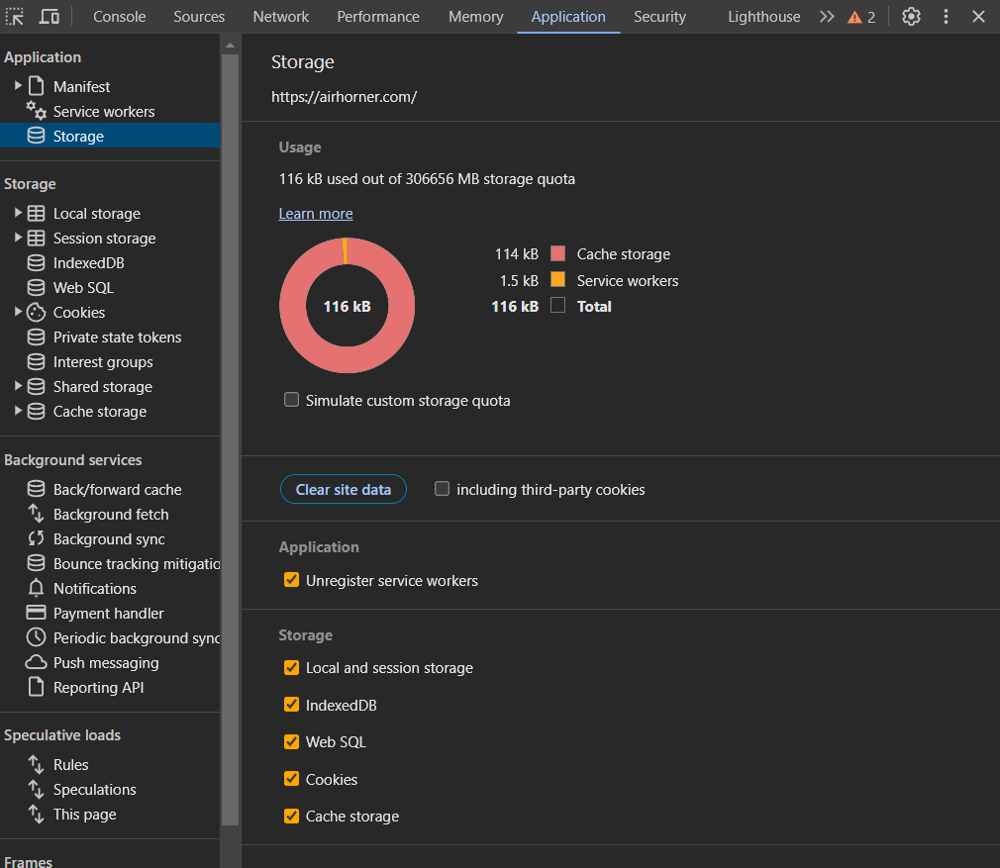 Console Sources Network Performance Memory Application Security Lighthouse 2
Application
Manifest
Service workers
Storage
Storage
Local storage
Session storage
IndexedDB
Web SQL
Cookies
Private state tokens
Interest groups
Shared storage
Cache storage
Background services
Back/forward cache
Background fetch
Background sync
Bounce tracking mitigatio
Notifications
Payment handler
Periodic background sync
Push messaging
Reporting API
Speculative loads
Rules
Speculations
This page
Frames
Storage
https://airhorner.com/
Usage
116 kB used out of 306656 MB storage quota
Learn more
116 kB
114 kB Cache storage
1.5 kB Service workers
116 kB Total
Simulate custom storage quota
Clear site data including third-party cookies
Application
Unregister service workers
Storage
Local and session storage
IndexedDB
Web SQL
Cookies
Cache storage